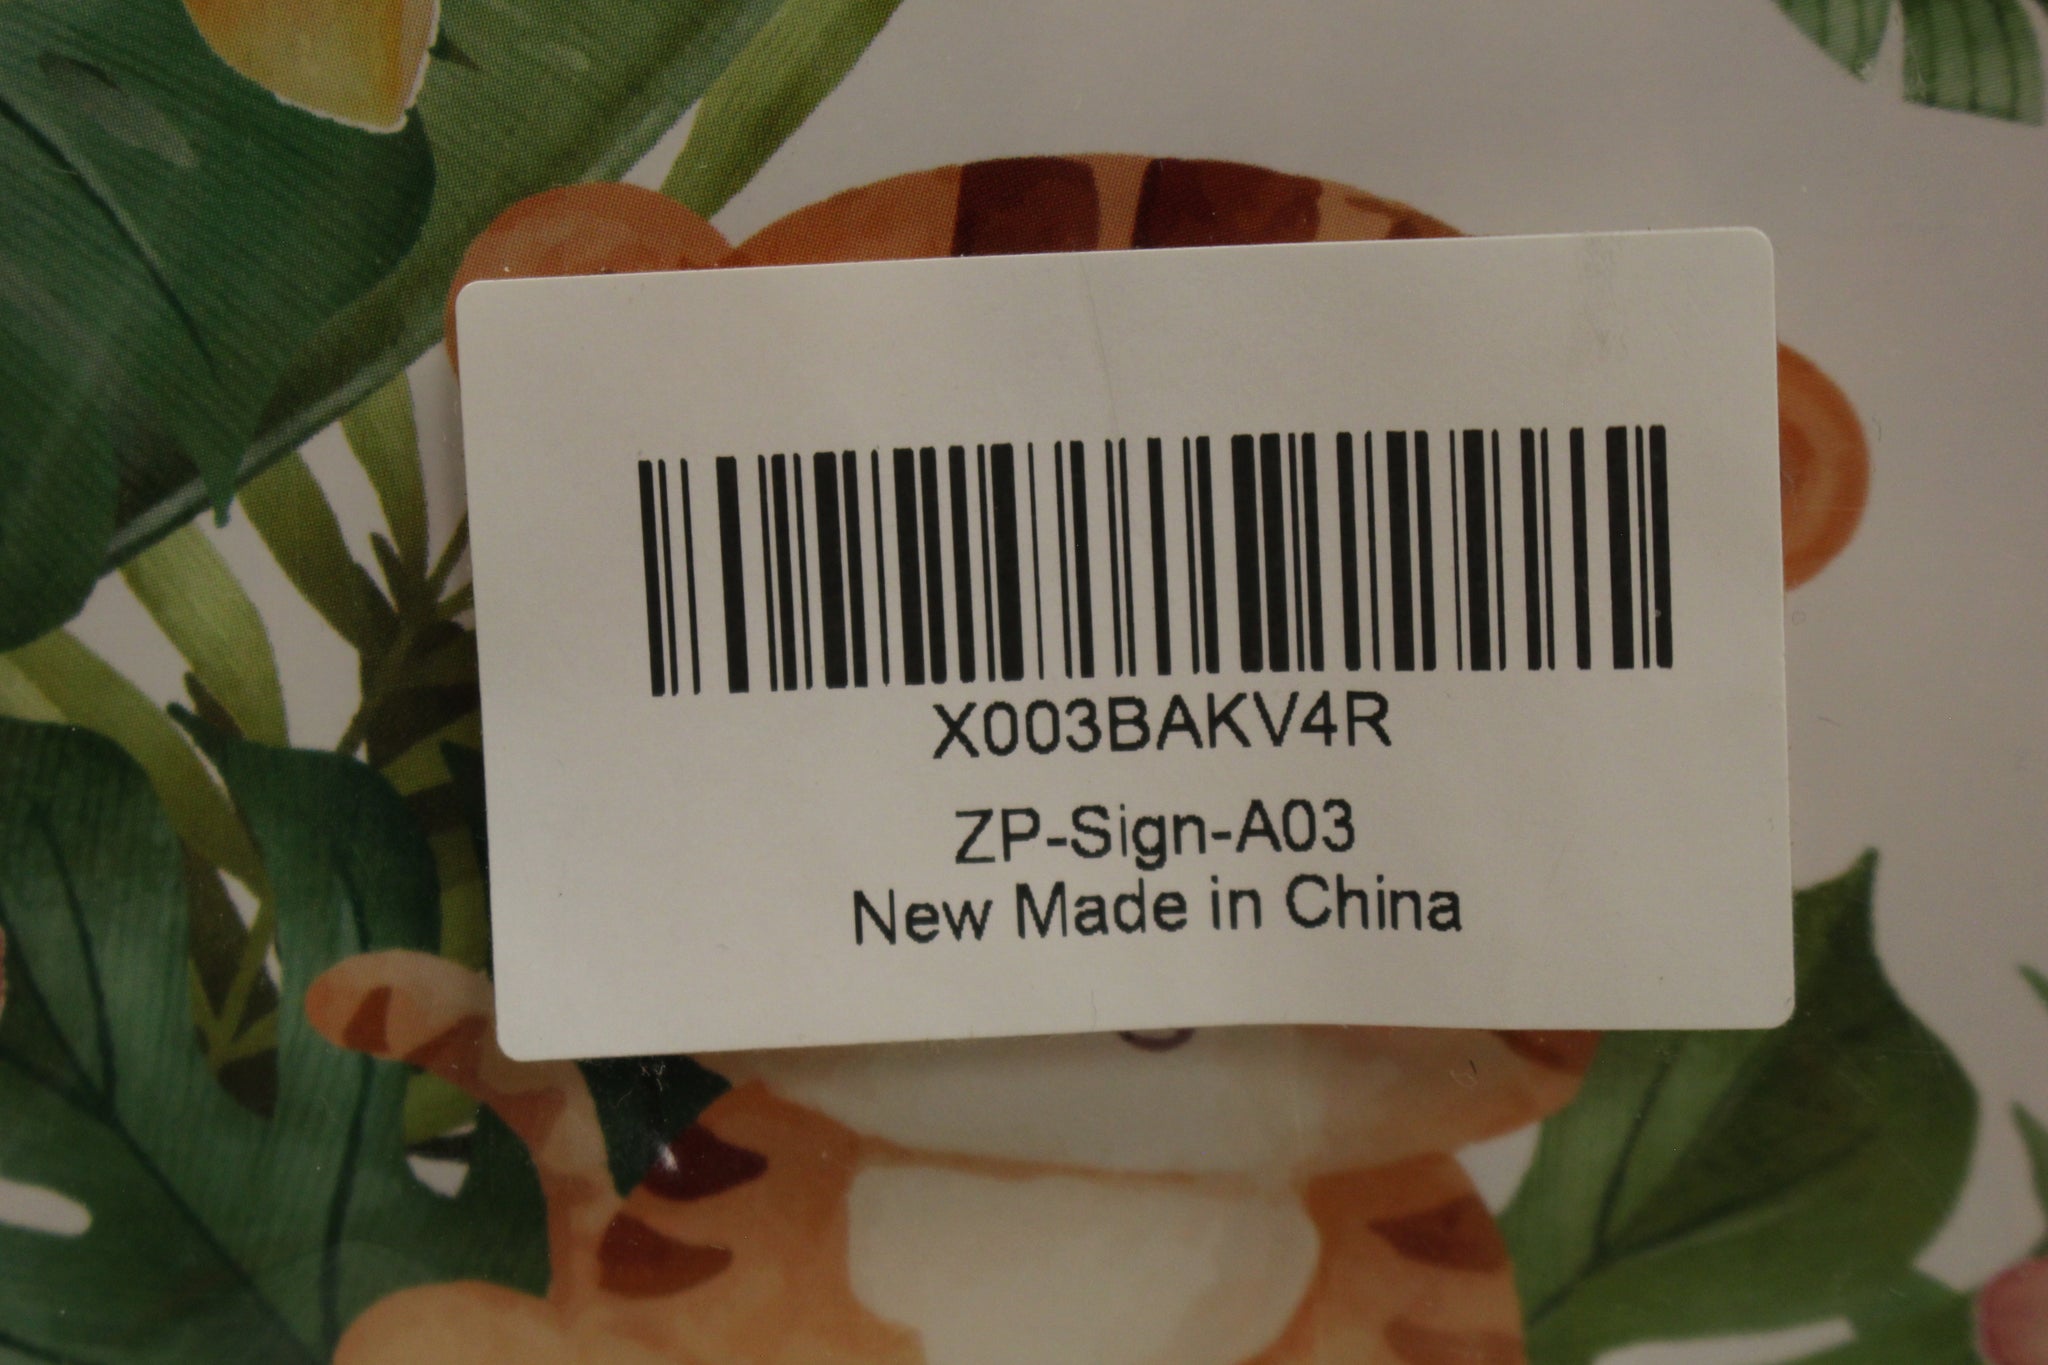 X003BAKV4R
ZP-Sign-A03
New Made in China